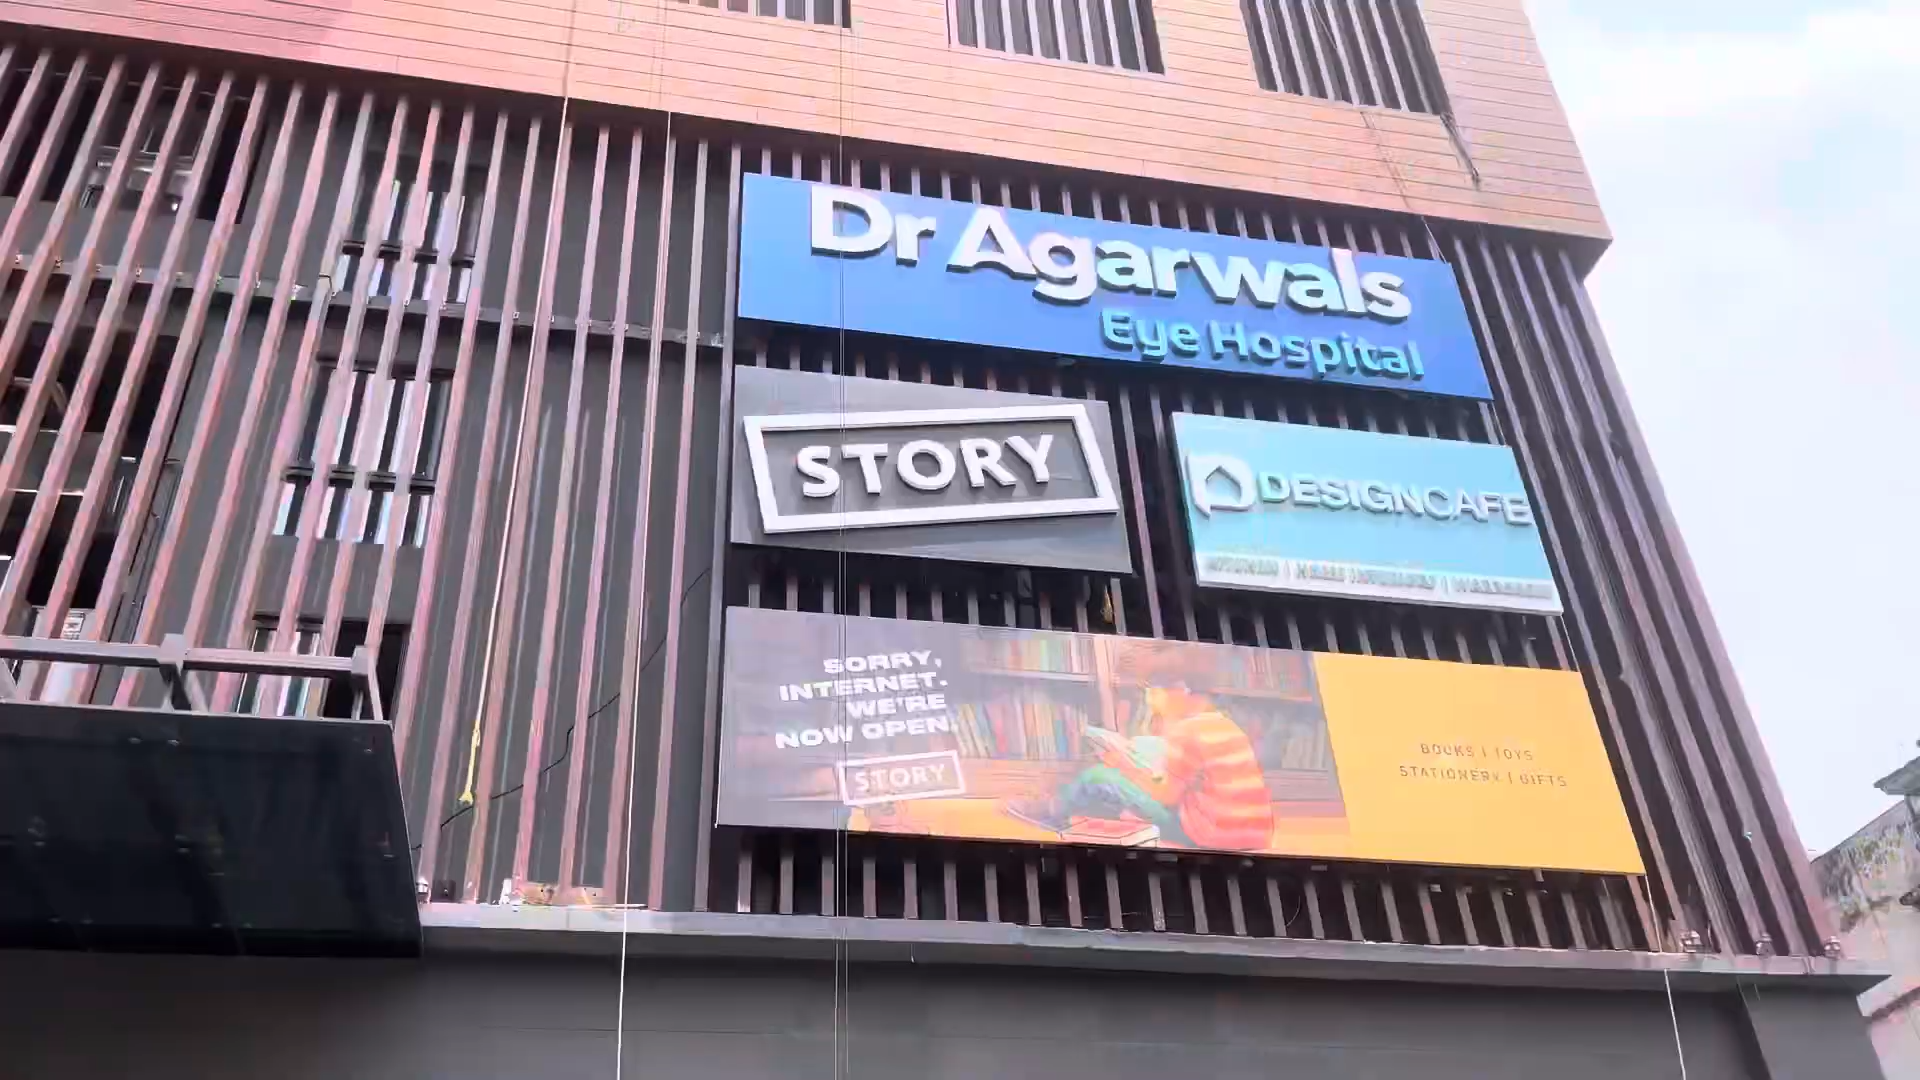 Dr Agarwals
Eye Hospital
STORY
DESIGNCAFE
SORRY,
INTERNET.
WE'RE
NOW OPEN.
STORY
BOOKS | TOYS
STATIONERY | GIFTS